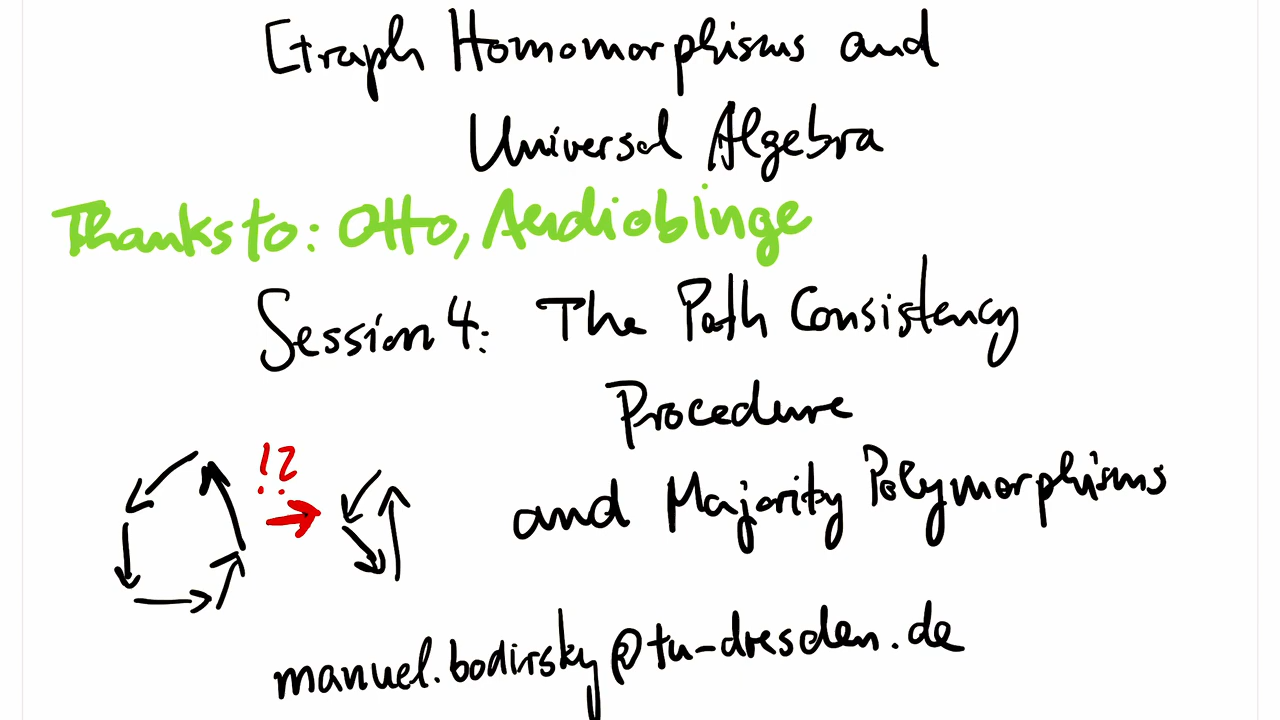 Graph Homomorphisms and
Universal Algebra
Thanks to: Otto, Audiobinge
Session 4: The Path Consistency
Procedure
!?
and Majority Polymorphisms
manuel.bodirsky@tu-dresden.de